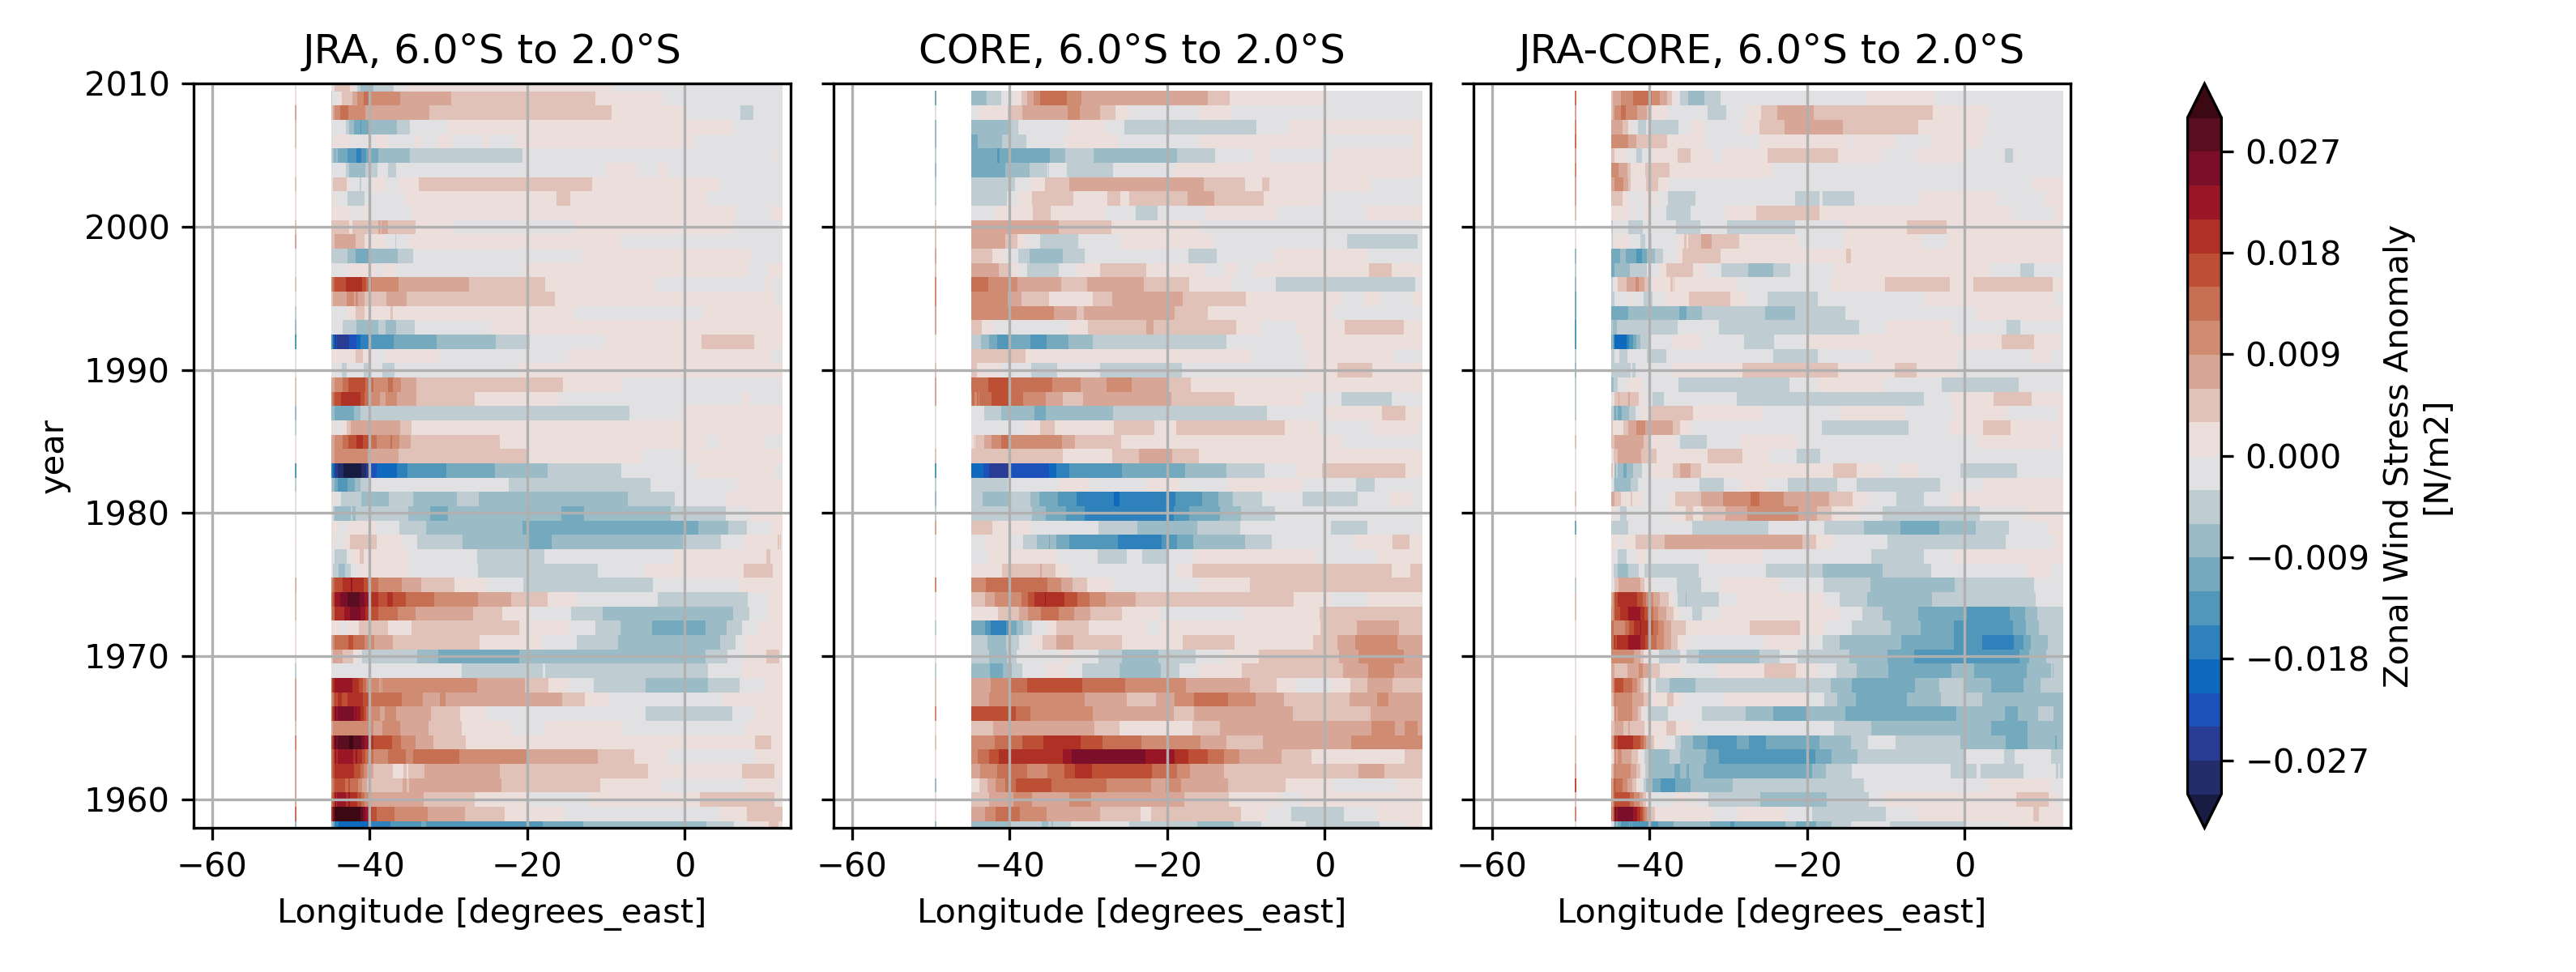 JRA, 6.0°S to 2.0°S
CORE, 6.0°S to 2.0°S
JRA-CORE, 6.0°S to 2.0°S
2010
2000
1990
1980
1970
1960
year
−60 −40 −20 0
−60 −40 −20 0
−60 −40 −20 0
Longitude [degrees_east]
Longitude [degrees_east]
Longitude [degrees_east]
0.027
0.018
0.009
0.000
−0.009
−0.018
−0.027
Zonal Wind Stress Anomaly
[N/m2]